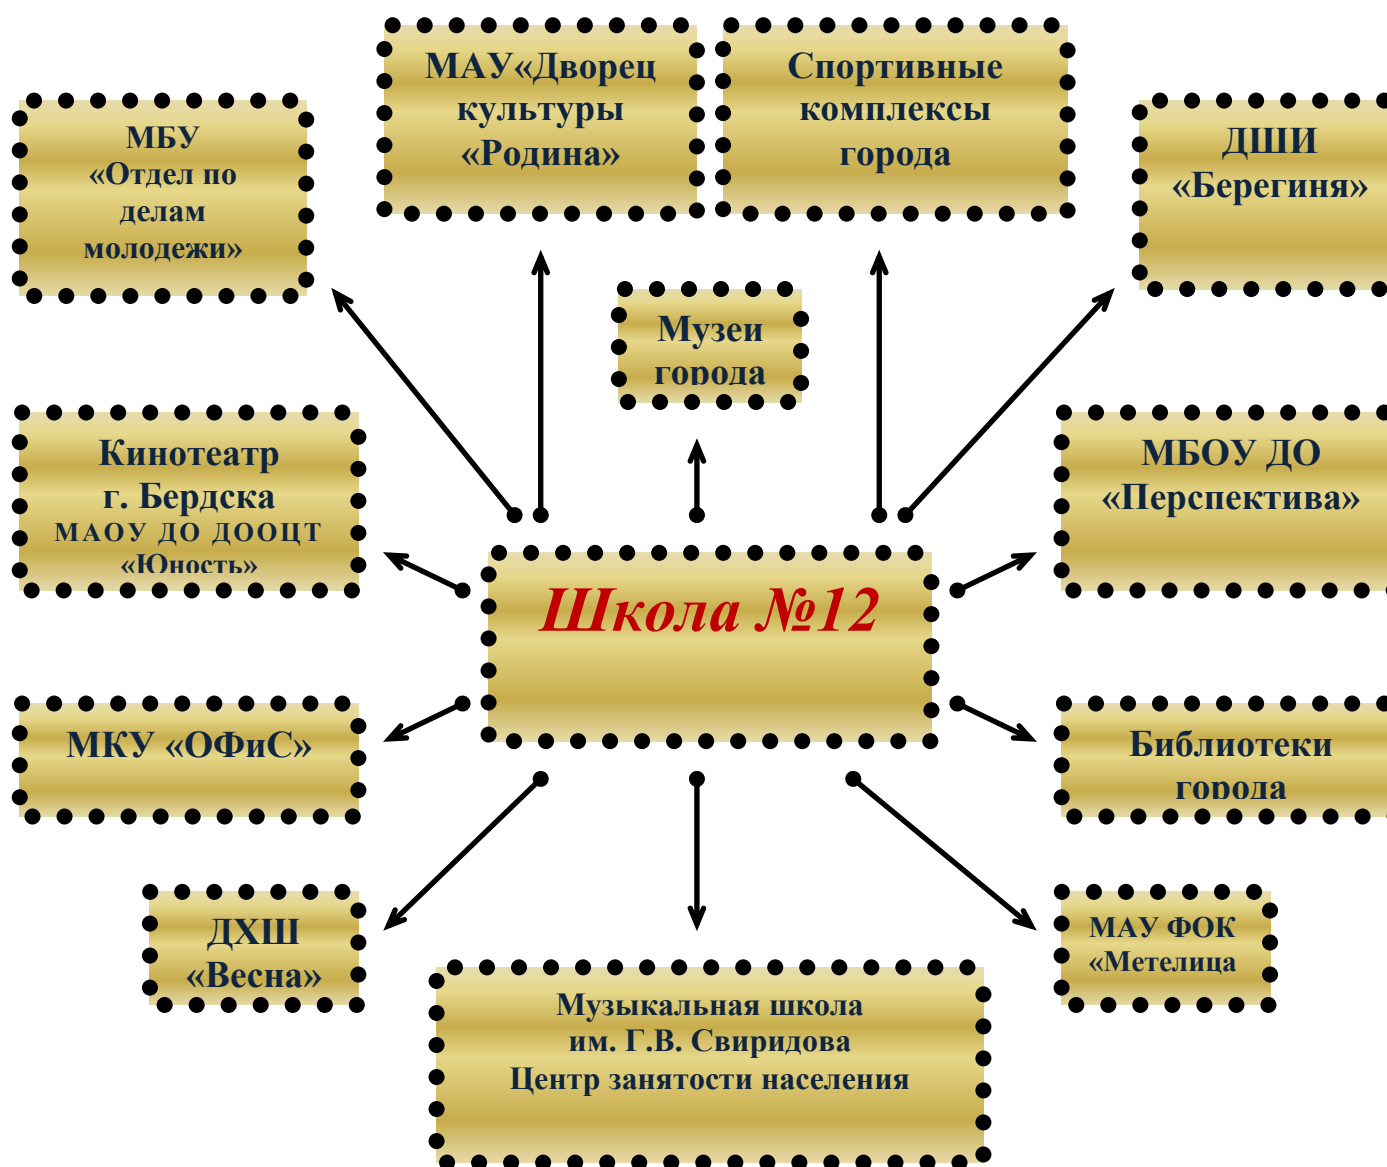 МАУ«Дворец
культуры
«Родина»
Спортивные
комплексы
города
МБУ
«Отдел по
делам
молодежи»
ДШИ
«Берегиня»
Музеи
города
Кинотеатр
г. Бердска
МАОУ ДО ДООЦТ
«Юность»
МБОУ ДО
«Перспектива»
Школа №12
МКУ «ОФиС»
Библиотеки
города
ДХШ
«Весна»
МАУ ФОК
«Метелица
Музыкальная школа
им. Г.В. Свиридова
Центр занятости населения